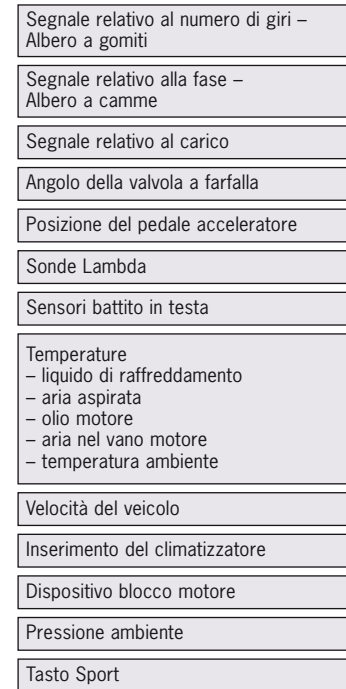 Segnale relativo al numero di giri –
Albero a gomiti
Segnale relativo alla fase –
Albero a camme
Segnale relativo al carico
Angolo della valvola a farfalla
Posizione del pedale acceleratore
Sonde Lambda
Sensori battito in testa
Temperature
– liquido di raffreddamento
– aria aspirata
– olio motore
– aria nel vano motore
– temperatura ambiente
Velocità del veicolo
Inserimento del climatizzatore
Dispositivo blocco motore
Pressione ambiente
Tasto Sport